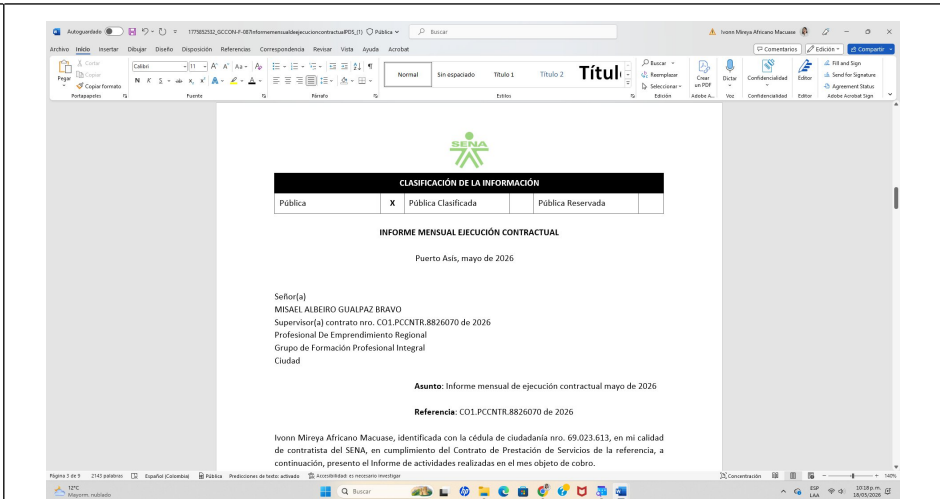 Autoguardado
1775832532_GCCON-F-087InformemensualdeejecucioncontractualPDS_(1)
Pública
Buscar
Ivonn Mireya Africano Macuase
Archivo Inicio Insertar Dibujar Diseño Disposición Referencias Correspondencia Revisar Vista Ayuda Acrobat
Comentarios Edición Compartir
Pegar
Cortar
Copiar
Copiar formato
Calibri 11
N K S
Normal
Sin espaciado
Título 1
Título 2
Buscar
Reemplazar
Seleccionar
Crear un PDF
Dictar
Confidencialidad
Editor
Fill and Sign
Send for Signature
Agreement Status
Portapapeles Fuente Párrafo Estilos Edición Adobe A... Voz Confidencialidad Editor Adobe Acrobat Sign
SENA
CLASIFICACIÓN DE LA INFORMACIÓN
Pública X Pública Clasificada Pública Reservada
INFORME MENSUAL EJECUCIÓN CONTRACTUAL
Puerto Asís, mayo de 2026
Señor(a)
MISAEL ALBEIRO GUALPAZ BRAVO
Supervisor(a) contrato nro. CO1.PCCNTR.8826070 de 2026
Profesional De Emprendimiento Regional
Grupo de Formación Profesional Integral
Ciudad
Asunto: Informe mensual de ejecución contractual mayo de 2026
Referencia: CO1.PCCNTR.8826070 de 2026
Ivonn Mireya Africano Macuase, identificada con la cédula de ciudadanía nro. 69.023.613, en mi calidad
de contratista del SENA, en cumplimiento del Contrato de Prestación de Servicios de la referencia, a
continuación, presento el Informe de actividades realizadas en el mes objeto de cobro.
Página 3 de 9 2143 palabras Español (Colombia) Pública Predicciones de texto: activado Accesibilidad: es necesario investigar
Concentración 140%
12°C
Mayorm. nublado
Buscar
ESP
LAA
10:18 p.m.
18/05/2026